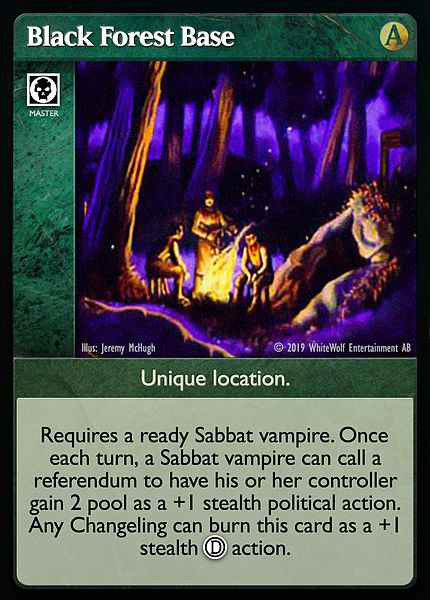 Black Forest Base
A
MASTER
Illus: Jeremy McHugh
© 2019 WhiteWolf Entertainment AB
Unique location.
Requires a ready Sabbat vampire. Once
each turn, a Sabbat vampire can call a
referendum to have his or her controller
gain 2 pool as a +1 stealth political action.
Any Changeling can burn this card as a +1
stealth Ⓓ action.